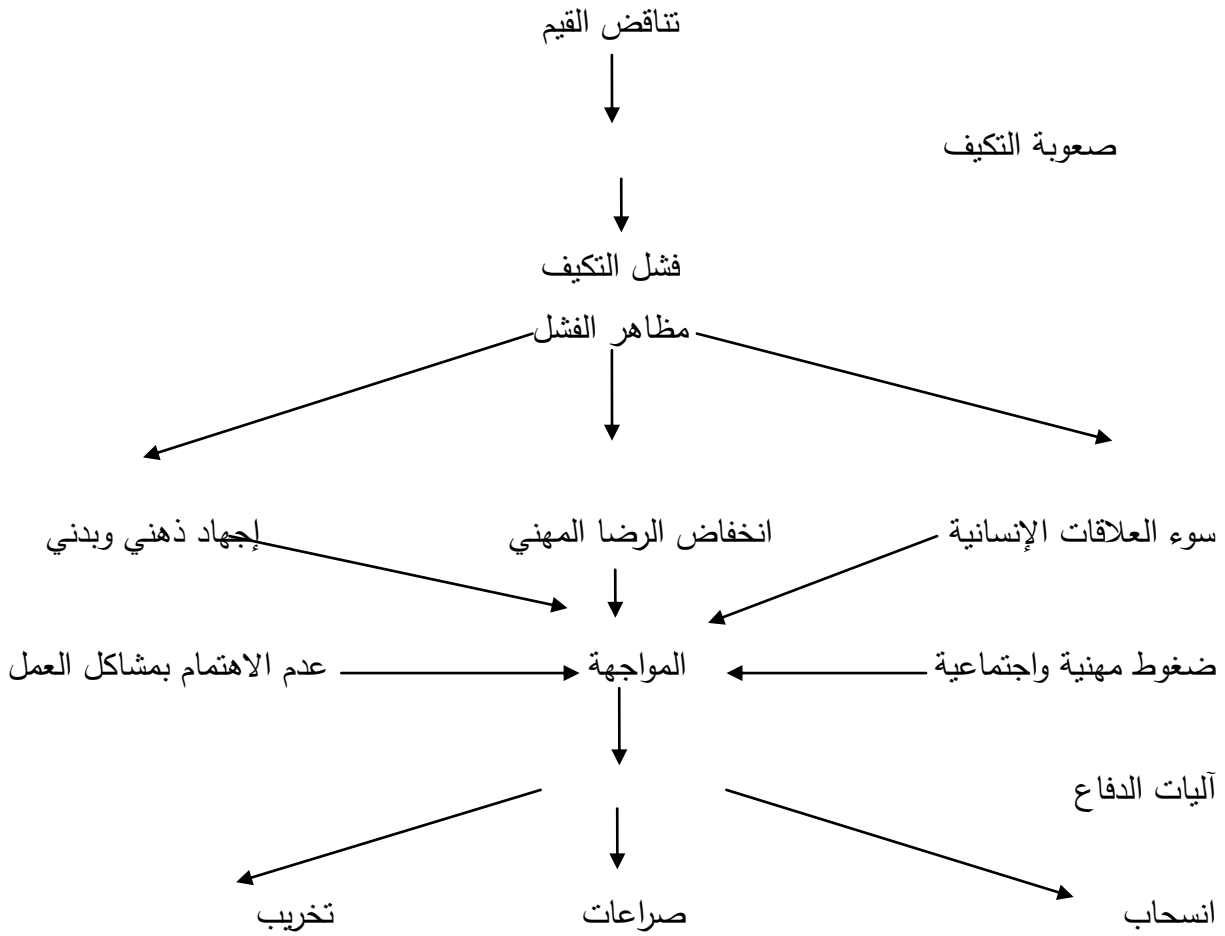 تناقض القيم
صعوبة التكيف
فشل التكيف
مظاهر الفشل
سوء العلاقات الإنسانية
انخفاض الرضا المهني
إجهاد ذهني وبدني
ضغوط مهنية واجتماعية
المواجهة
عدم الاهتمام بمشاكل العمل
آليات الدفاع
انسحاب
صراعات
تخريب